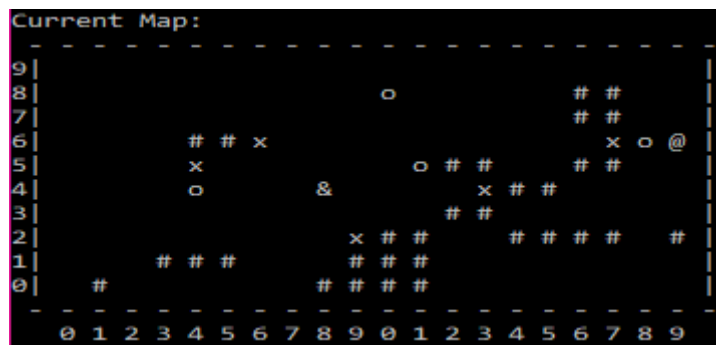 Current Map:
 - - - - - - - - - - - - - - - - - - - - - -
9|                                         |
8|                     o           # #     |
7|                                 # #     |
6|         # # x                     x o @ |
5|         x             o # #     # #     |
4|         o       &         x # #         |
3|                         # #             |
2|                   x # #     # # # #   # |
1|       # # #       # # #                 |
0|   #             # # # #                 |
 - - - - - - - - - - - - - - - - - - - - - -
   0 1 2 3 4 5 6 7 8 9 0 1 2 3 4 5 6 7 8 9